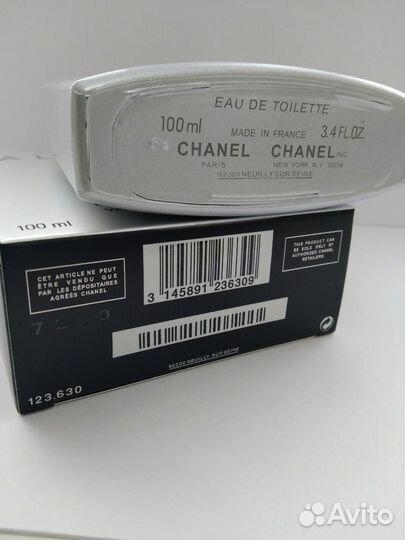 EAU DE TOILETTE
100 ml MADE IN FRANCE 3.4 FL.OZ
CHANEL CHANEL INC
PARIS NEW YORK N.Y. 10019
92200 NEUILLY SUR SEINE
100 ml
CET ARTICLE NE PEUT
ÊTRE VENDU QUE
PAR LES DÉPOSITAIRES
AGRÉÉS CHANEL
THIS PRODUCT CAN
BE SOLD ONLY BY
AUTHORIZED CHANEL
RETAILERS
3 145891 236309
92200 NEUILLY SUR SEINE
123.630
Avito